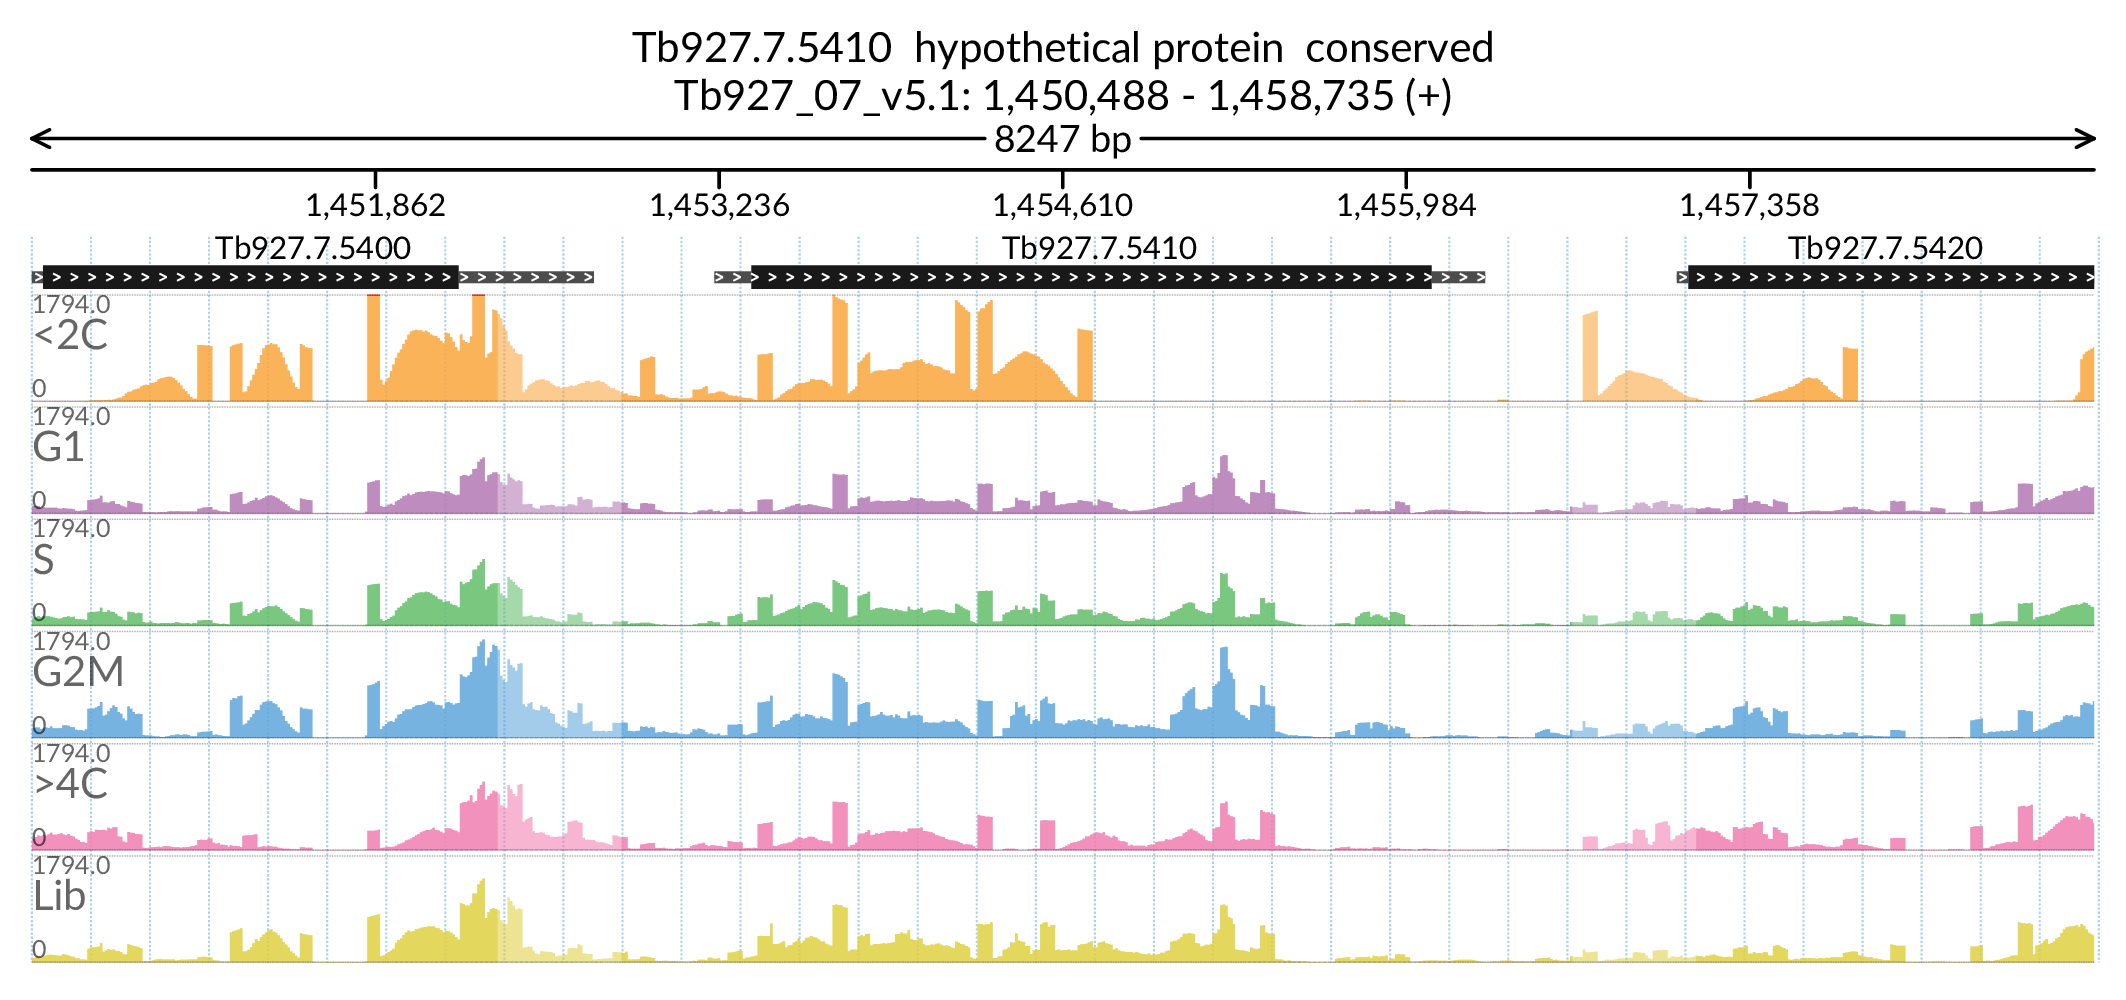 Tb927.7.5410  hypothetical protein  conserved
Tb927_07_v5.1: 1,450,488 - 1,458,735 (+)
8247 bp
1,451,862 1,453,236 1,454,610 1,455,984 1,457,358
Tb927.7.5400 Tb927.7.5410 Tb927.7.5420
1794.0
<2C
0
1794.0
G1
0
1794.0
S
0
1794.0
G2M
0
1794.0
>4C
0
1794.0
Lib
0